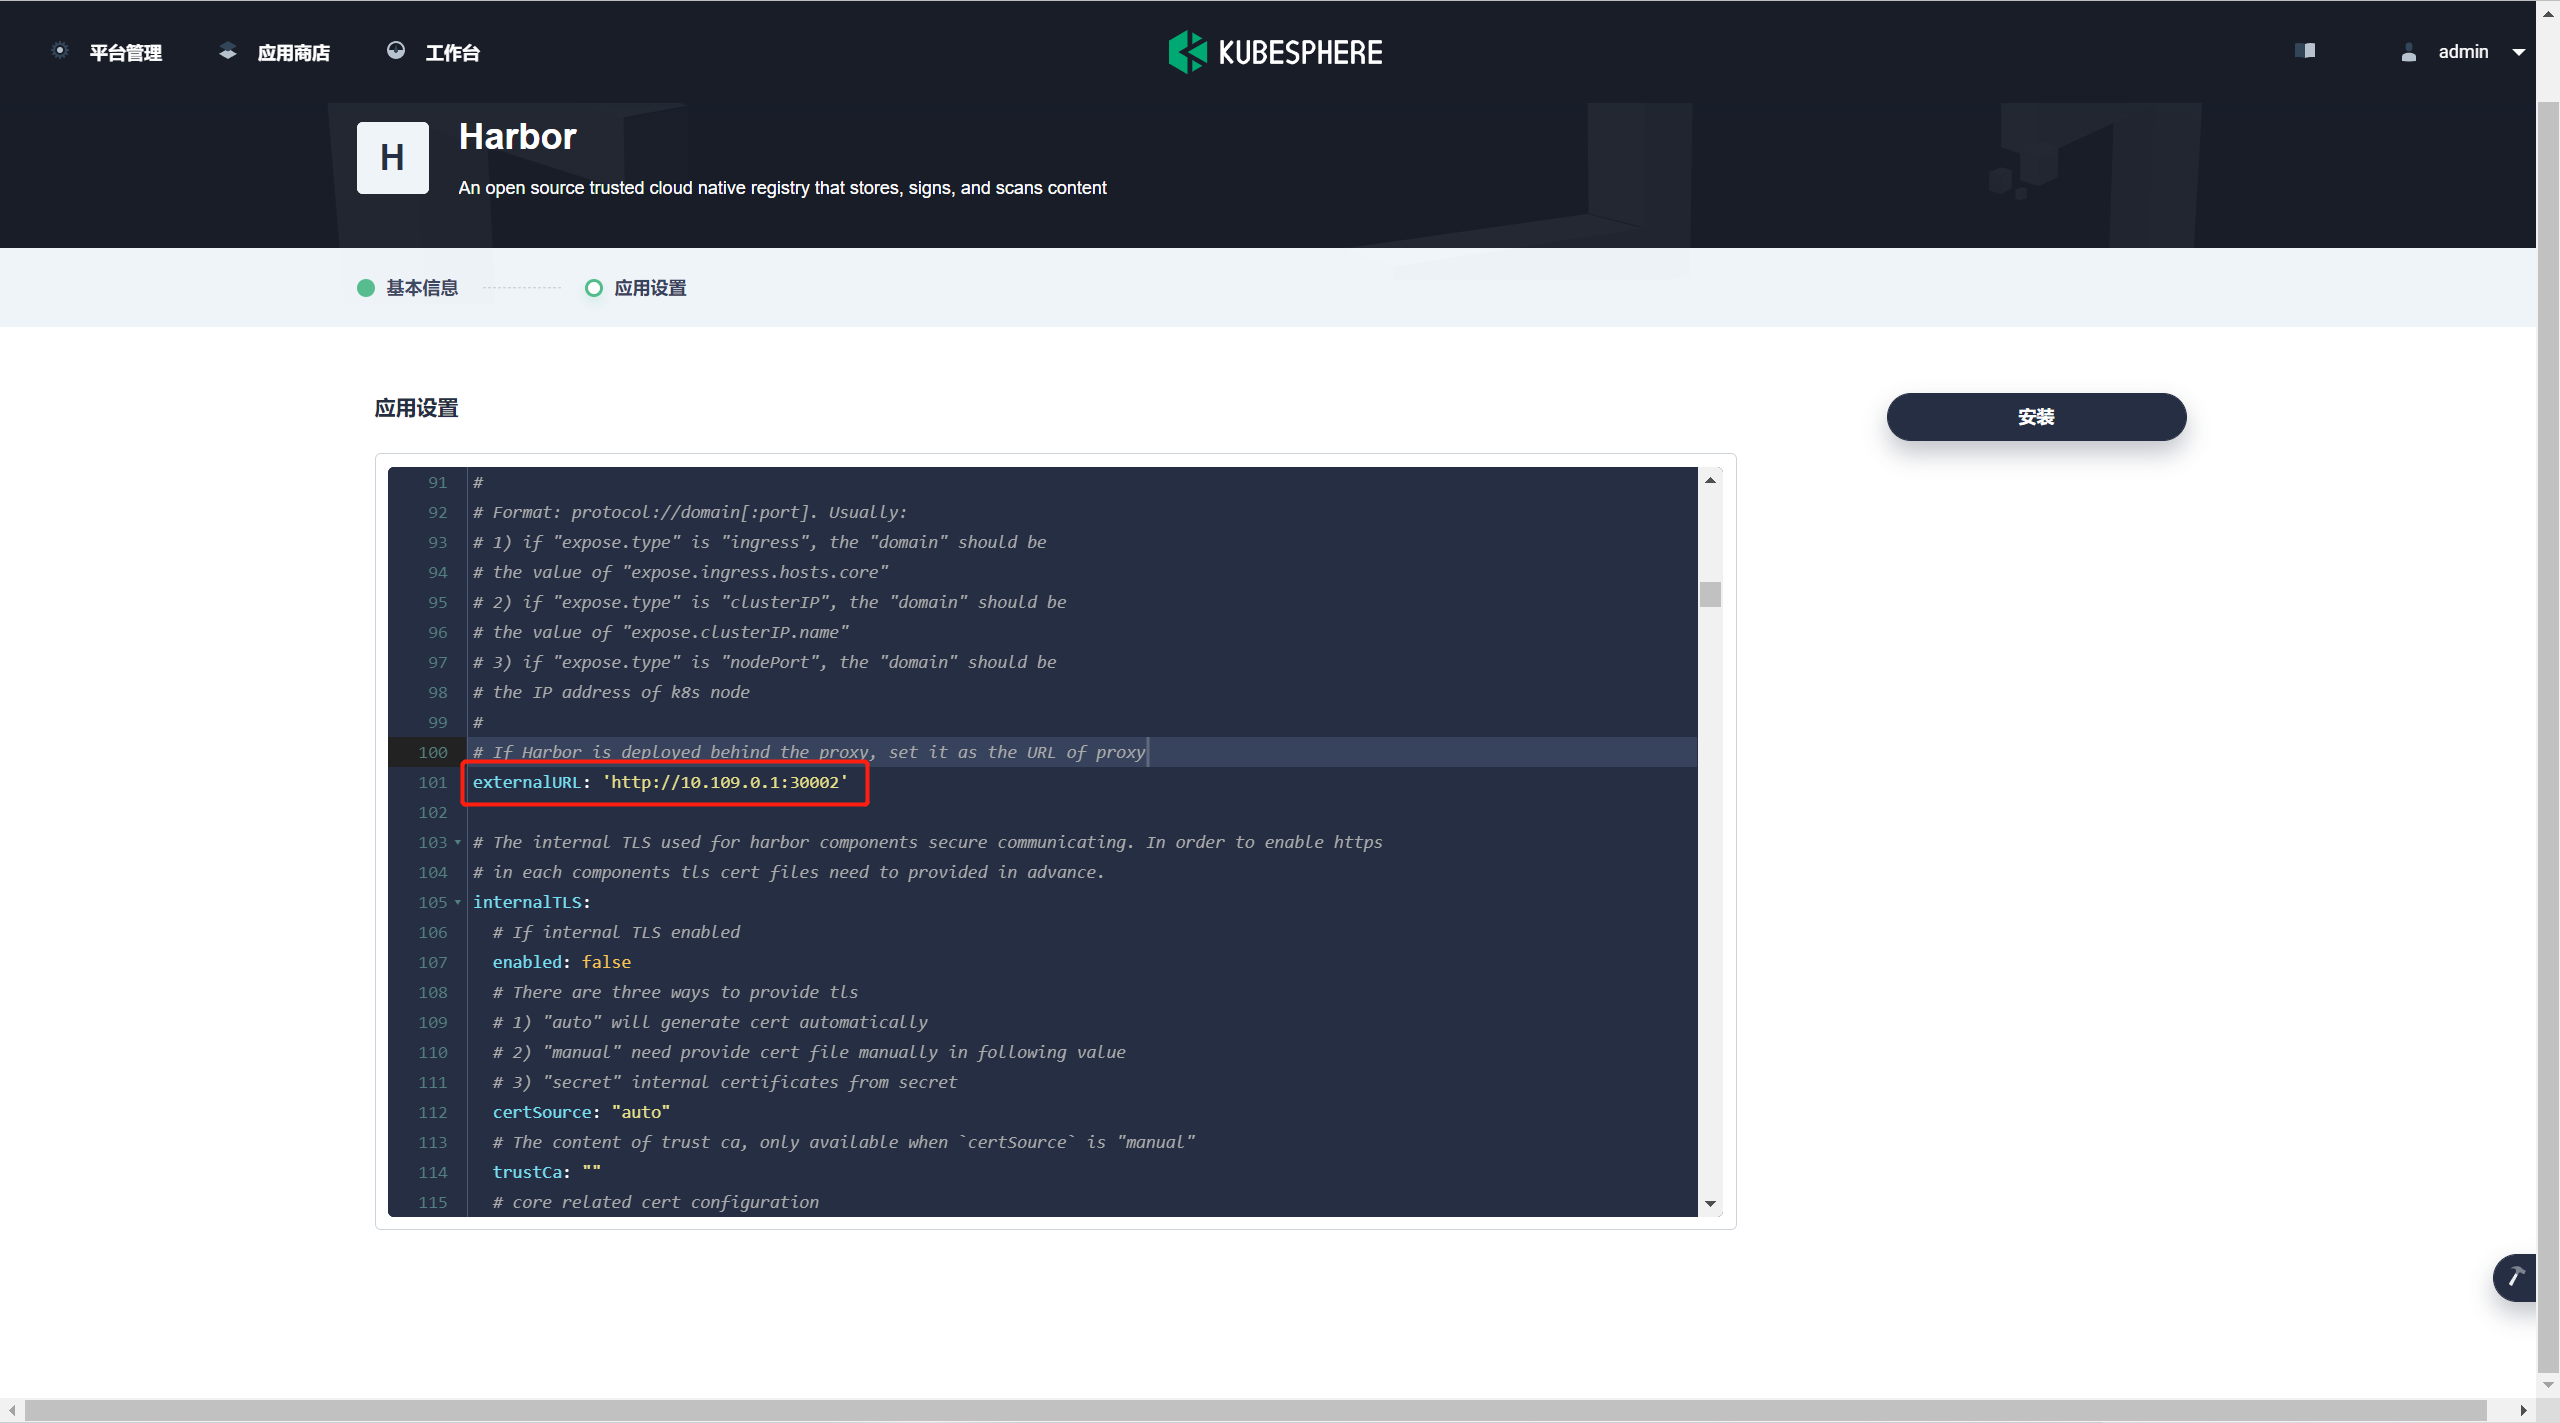 平台管理
应用商店
工作台
KUBESPHERE
admin
H
Harbor
An open source trusted cloud native registry that stores, signs, and scans content
基本信息
应用设置
应用设置
安装
91 #
92 # Format: protocol://domain[:port]. Usually:
93 # 1) if "expose.type" is "ingress", the "domain" should be
94 # the value of "expose.ingress.hosts.core"
95 # 2) if "expose.type" is "clusterIP", the "domain" should be
96 # the value of "expose.clusterIP.name"
97 # 3) if "expose.type" is "nodePort", the "domain" should be
98 # the IP address of k8s node
99 #
100 # If Harbor is deployed behind the proxy, set it as the URL of proxy
101 externalURL: 'http://10.109.0.1:30002'
102
103 # The internal TLS used for harbor components secure communicating. In order to enable https
104 # in each components tls cert files need to provided in advance.
105 internalTLS:
106 # If internal TLS enabled
107 enabled: false
108 # There are three ways to provide tls
109 # 1) "auto" will generate cert automatically
110 # 2) "manual" need provide cert file manually in following value
111 # 3) "secret" internal certificates from secret
112 certSource: "auto"
113 # The content of trust ca, only available when `certSource` is "manual"
114 trustCa: ""
115 # core related cert configuration